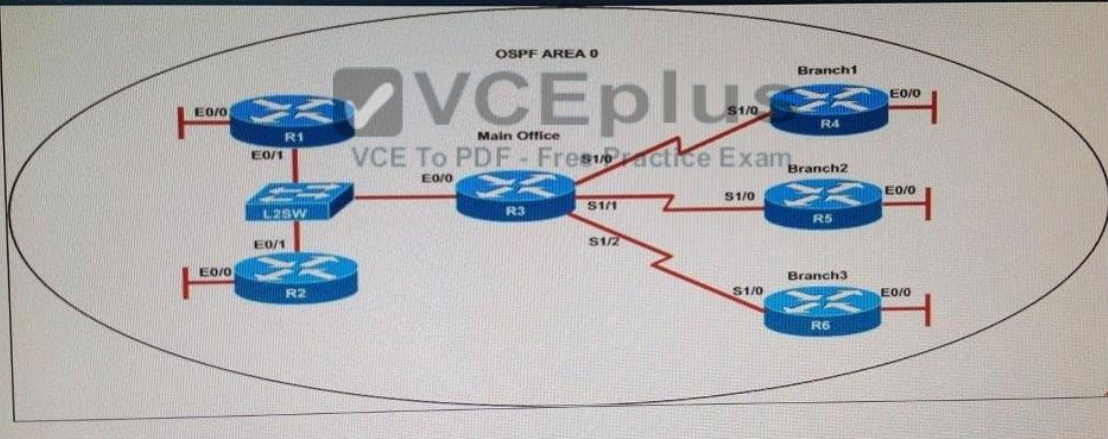 OSPF AREA 0
VCEplus
VCE To PDF - Free Practice Exam
E0/0
R1
E0/1
L2SW
E0/1
E0/0
R2
Main Office
E0/0
R3
S1/0
S1/1
S1/2
Branch1
S1/0
E0/0
R4
Branch2
S1/0
E0/0
R5
Branch3
S1/0
E0/0
R6